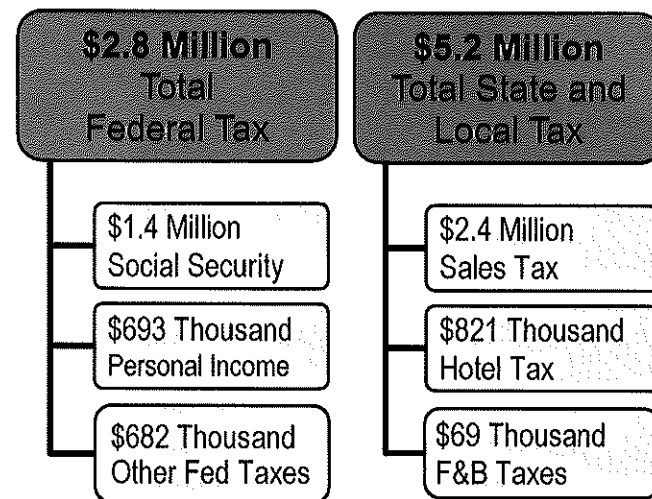 $2.8 Million
Total
Federal Tax
$1.4 Million
Social Security
$693 Thousand
Personal Income
$682 Thousand
Other Fed Taxes
$5.2 Million
Total State and
Local Tax
$2.4 Million
Sales Tax
$821 Thousand
Hotel Tax
$69 Thousand
F&B Taxes